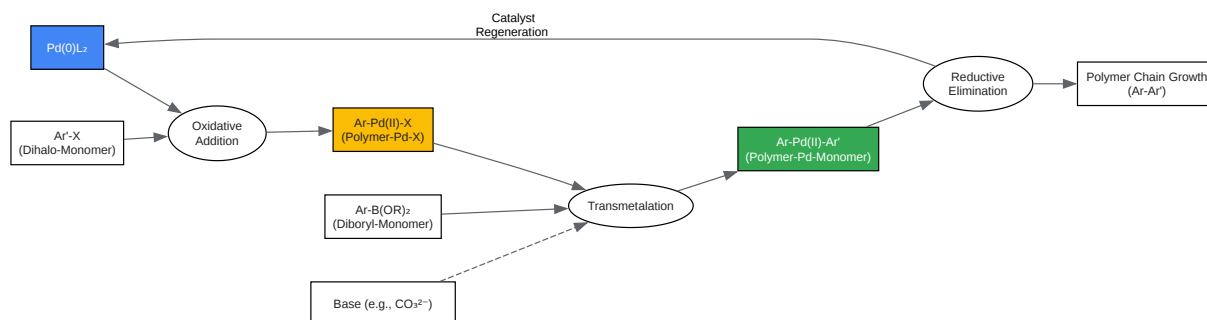 Catalyst
Regeneration
Pd(0)L₂
Reductive
Elimination
Polymer Chain Growth
(Ar-Ar')
Oxidative
Addition
Ar'-X
(Dihalo-Monomer)
Ar-Pd(II)-X
(Polymer-Pd-X)
Ar-Pd(II)-Ar'
(Polymer-Pd-Monomer)
Ar-B(OR)₂
(Diboryl-Monomer)
Transmetalation
Base (e.g., CO₃²⁻)